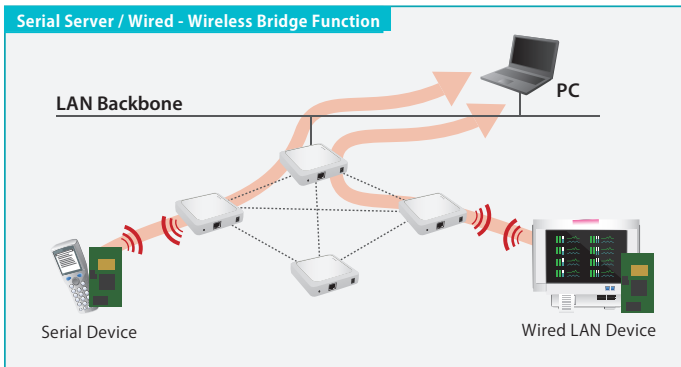 Serial Server / Wired - Wireless Bridge Function
PC
LAN Backbone
Serial Device
Wired LAN Device